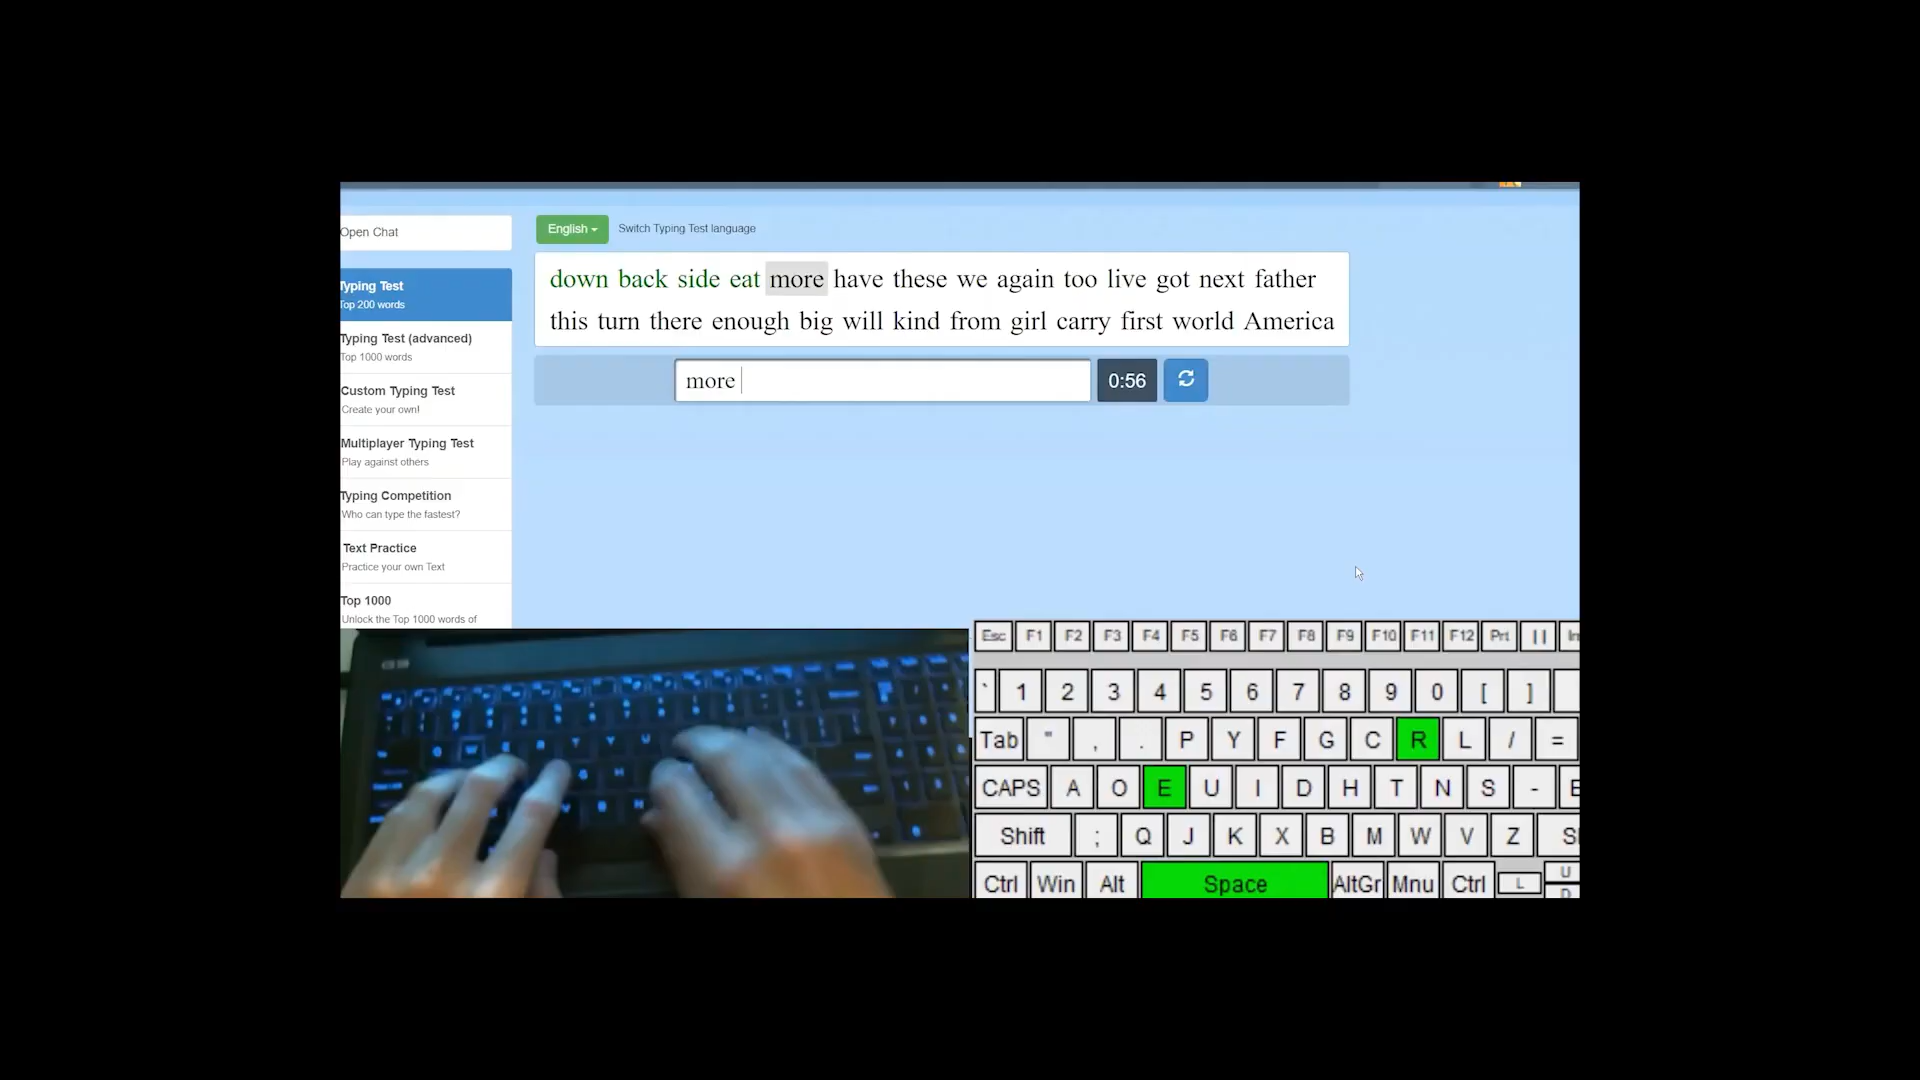 Open Chat
Typing Test
Top 200 words
Typing Test (advanced)
Top 1000 words
Custom Typing Test
Create your own!
Multiplayer Typing Test
Play against others
Typing Competition
Who can type the fastest?
Text Practice
Practice your own Text
Top 1000
Unlock the Top 1000 words of
English
Switch Typing Test language
down back side eat more have these we again too live got next father
this turn there enough big will kind from girl carry first world America
more
0:56
Esc F1 F2 F3 F4 F5 F6 F7 F8 F9 F10 F11 F12 Prt ||
` 1 2 3 4 5 6 7 8 9 0 [ ]
Tab " , . P Y F G C R L / =
CAPS A O E U I D H T N S -
Shift ; Q J K X B M W V Z
Ctrl Win Alt Space AltGr Mnu Ctrl L U
D